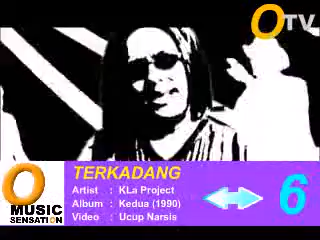 OTV
TERKADANG
Artist : KLa Project
Album : Kedua (1990)
Video : Ucup Narsis
O
MUSIC
SENSATION
6